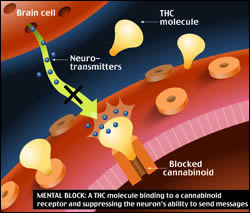 Brain cell
THC
molecule
Neuro-
transmitters
Blocked
cannabinoid
MENTAL BLOCK: A THC molecule binding to a cannabinoid
receptor and suppressing the neuron's ability to send messages